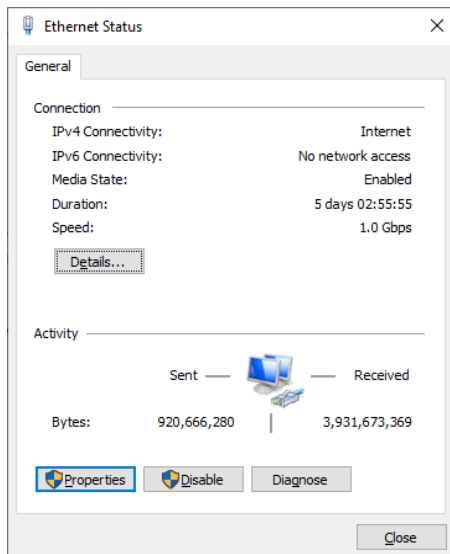 Ethernet Status
General
Connection
IPv4 Connectivity: Internet
IPv6 Connectivity: No network access
Media State: Enabled
Duration: 5 days 02:55:55
Speed: 1.0 Gbps
Details...
Activity
Sent Received
Bytes: 920,666,280 3,931,673,369
Properties Disable Diagnose
Close